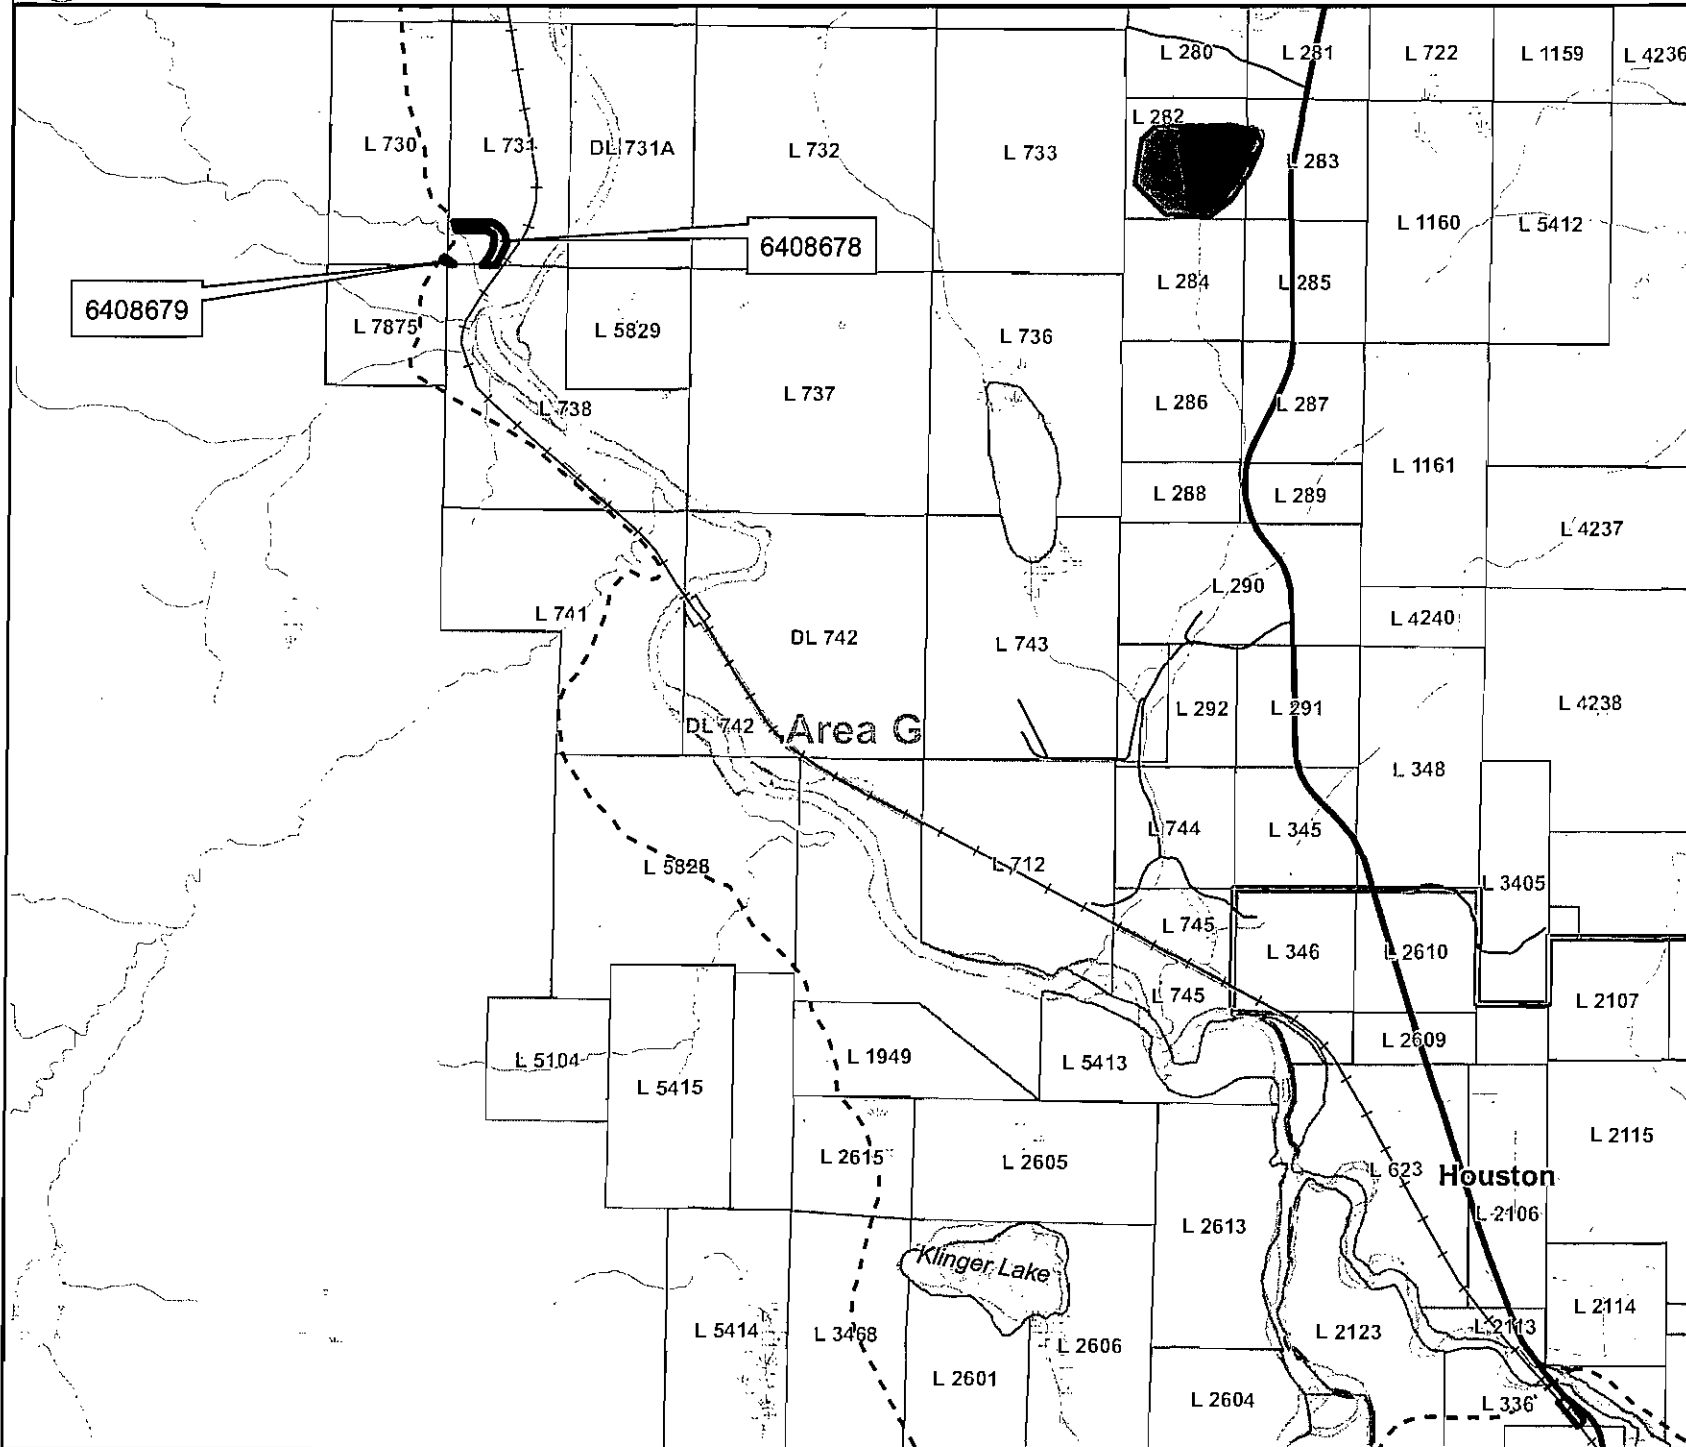 L 280
L 281
L 722
L 1159
L 4236
L 282
L 730
L 731
DL 731A
L 732
L 733
L 283
L 1160
L 5412
6408678
6408679
L 284
L 285
L 7875
L 5829
L 736
L 737
L 738
L 286
L 287
L 1161
L 288
L 289
L 4237
L 290
L 741
DL 742
L 743
L 4240
L 292
L 291
L 4238
DL 742
Area G
L 348
L 744
L 345
L 5828
L 712
L 3405
L 745
L 346
L 2610
L 745
L 2107
L 2609
L 5104
L 1949
L 5413
L 5415
L 2115
L 2615
L 2605
L 623
Houston
L 2613
L 2106
Klinger Lake
L 2114
L 5414
L 3468
L 2606
L 2123
L 2113
L 2601
L 2604
L 336